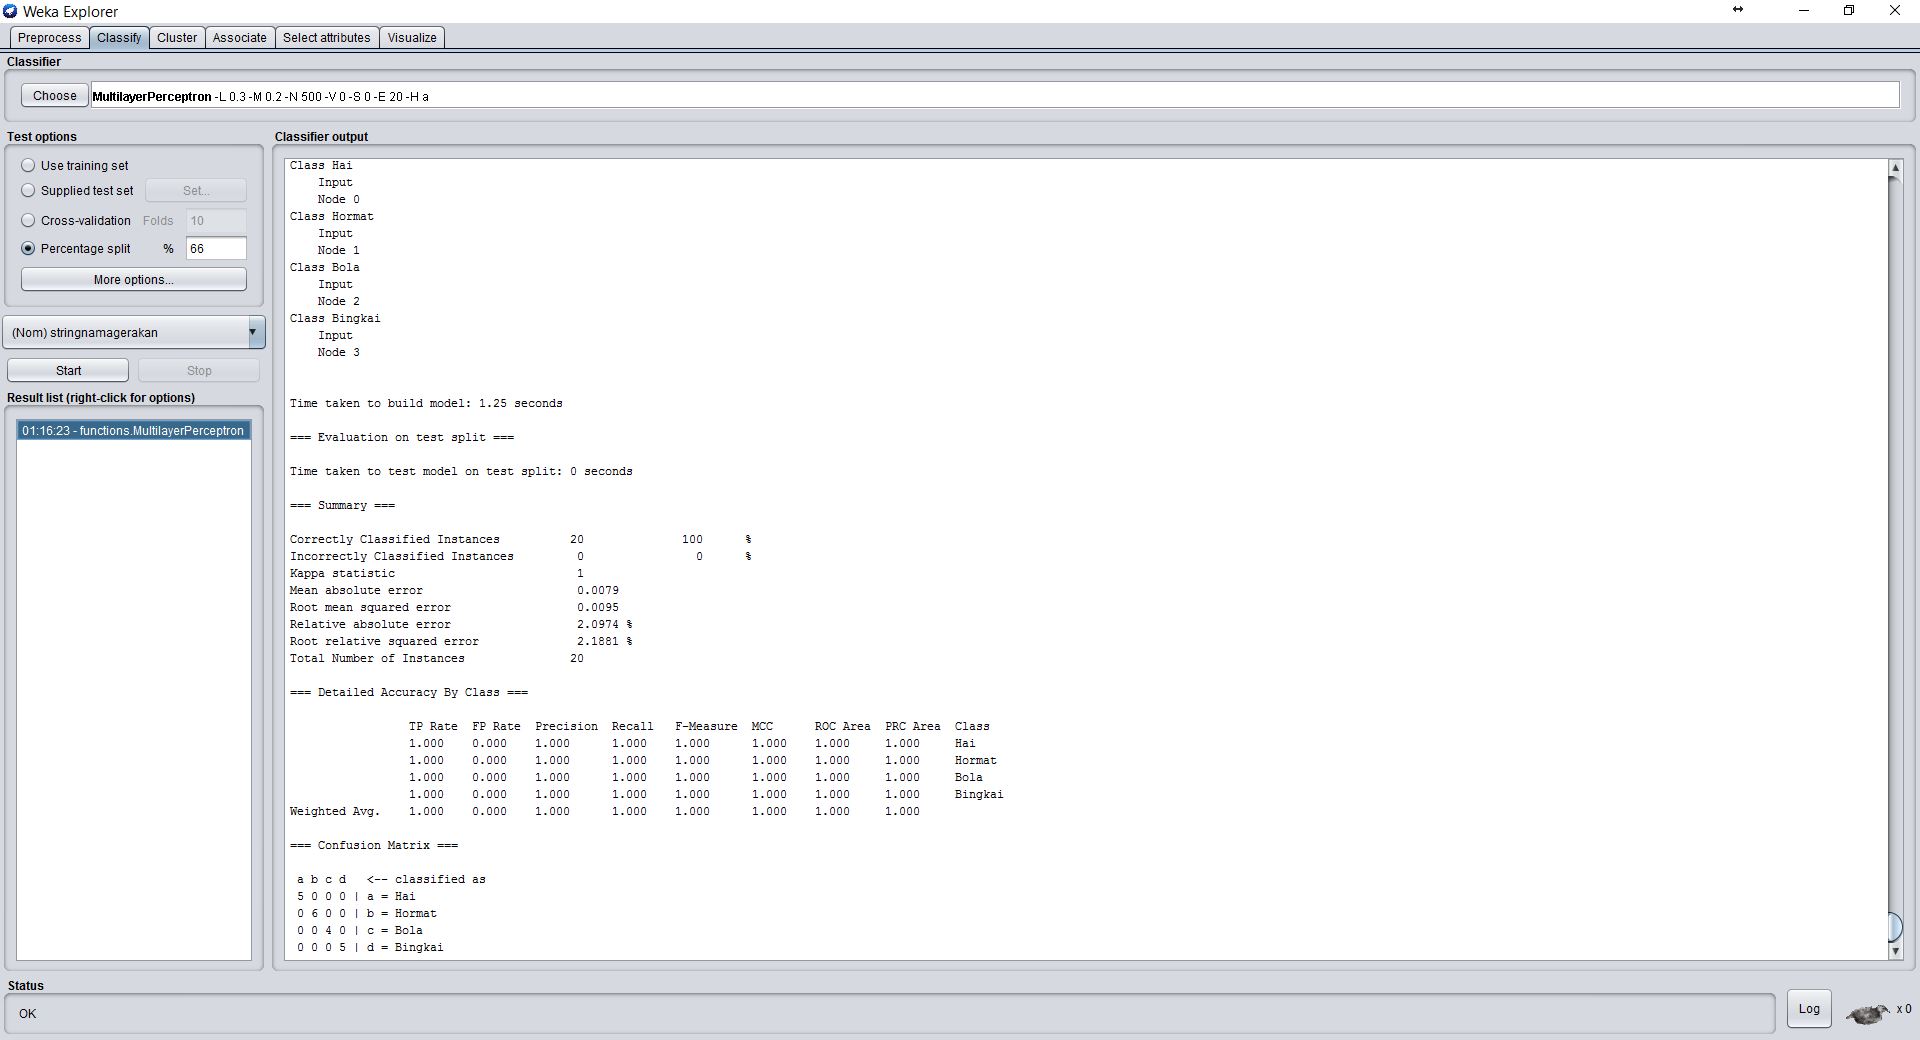 Weka Explorer
Preprocess Classify Cluster Associate Select attributes Visualize
Classifier
Choose MultilayerPerceptron -L 0.3 -M 0.2 -N 500 -V 0 -S 0 -E 20 -H a
Test options
Use training set
Supplied test set Set...
Cross-validation Folds 10
Percentage split % 66
More options...
(Nom) stringnamagerakan
Start Stop
Result list (right-click for options)
01:16:23 - functions.MultilayerPerceptron
Classifier output
Class Hai
Input
Node 0
Class Hormat
Input
Node 1
Class Bola
Input
Node 2
Class Bingkai
Input
Node 3
Time taken to build model: 1.25 seconds
=== Evaluation on test split ===
Time taken to test model on test split: 0 seconds
=== Summary ===
Correctly Classified Instances 20 100 %
Incorrectly Classified Instances 0 0 %
Kappa statistic 1
Mean absolute error 0.0079
Root mean squared error 0.0095
Relative absolute error 2.0974 %
Root relative squared error 2.1881 %
Total Number of Instances 20
=== Detailed Accuracy By Class ===
TP Rate FP Rate Precision Recall F-Measure MCC ROC Area PRC Area Class
1.000 0.000 1.000 1.000 1.000 1.000 1.000 1.000 Hai
1.000 0.000 1.000 1.000 1.000 1.000 1.000 1.000 Hormat
1.000 0.000 1.000 1.000 1.000 1.000 1.000 1.000 Bola
1.000 0.000 1.000 1.000 1.000 1.000 1.000 1.000 Bingkai
Weighted Avg. 1.000 0.000 1.000 1.000 1.000 1.000 1.000 1.000
=== Confusion Matrix ===
a b c d <-- classified as
5 0 0 0 | a = Hai
0 6 0 0 | b = Hormat
0 0 4 0 | c = Bola
0 0 0 5 | d = Bingkai
Status
OK
Log x 0